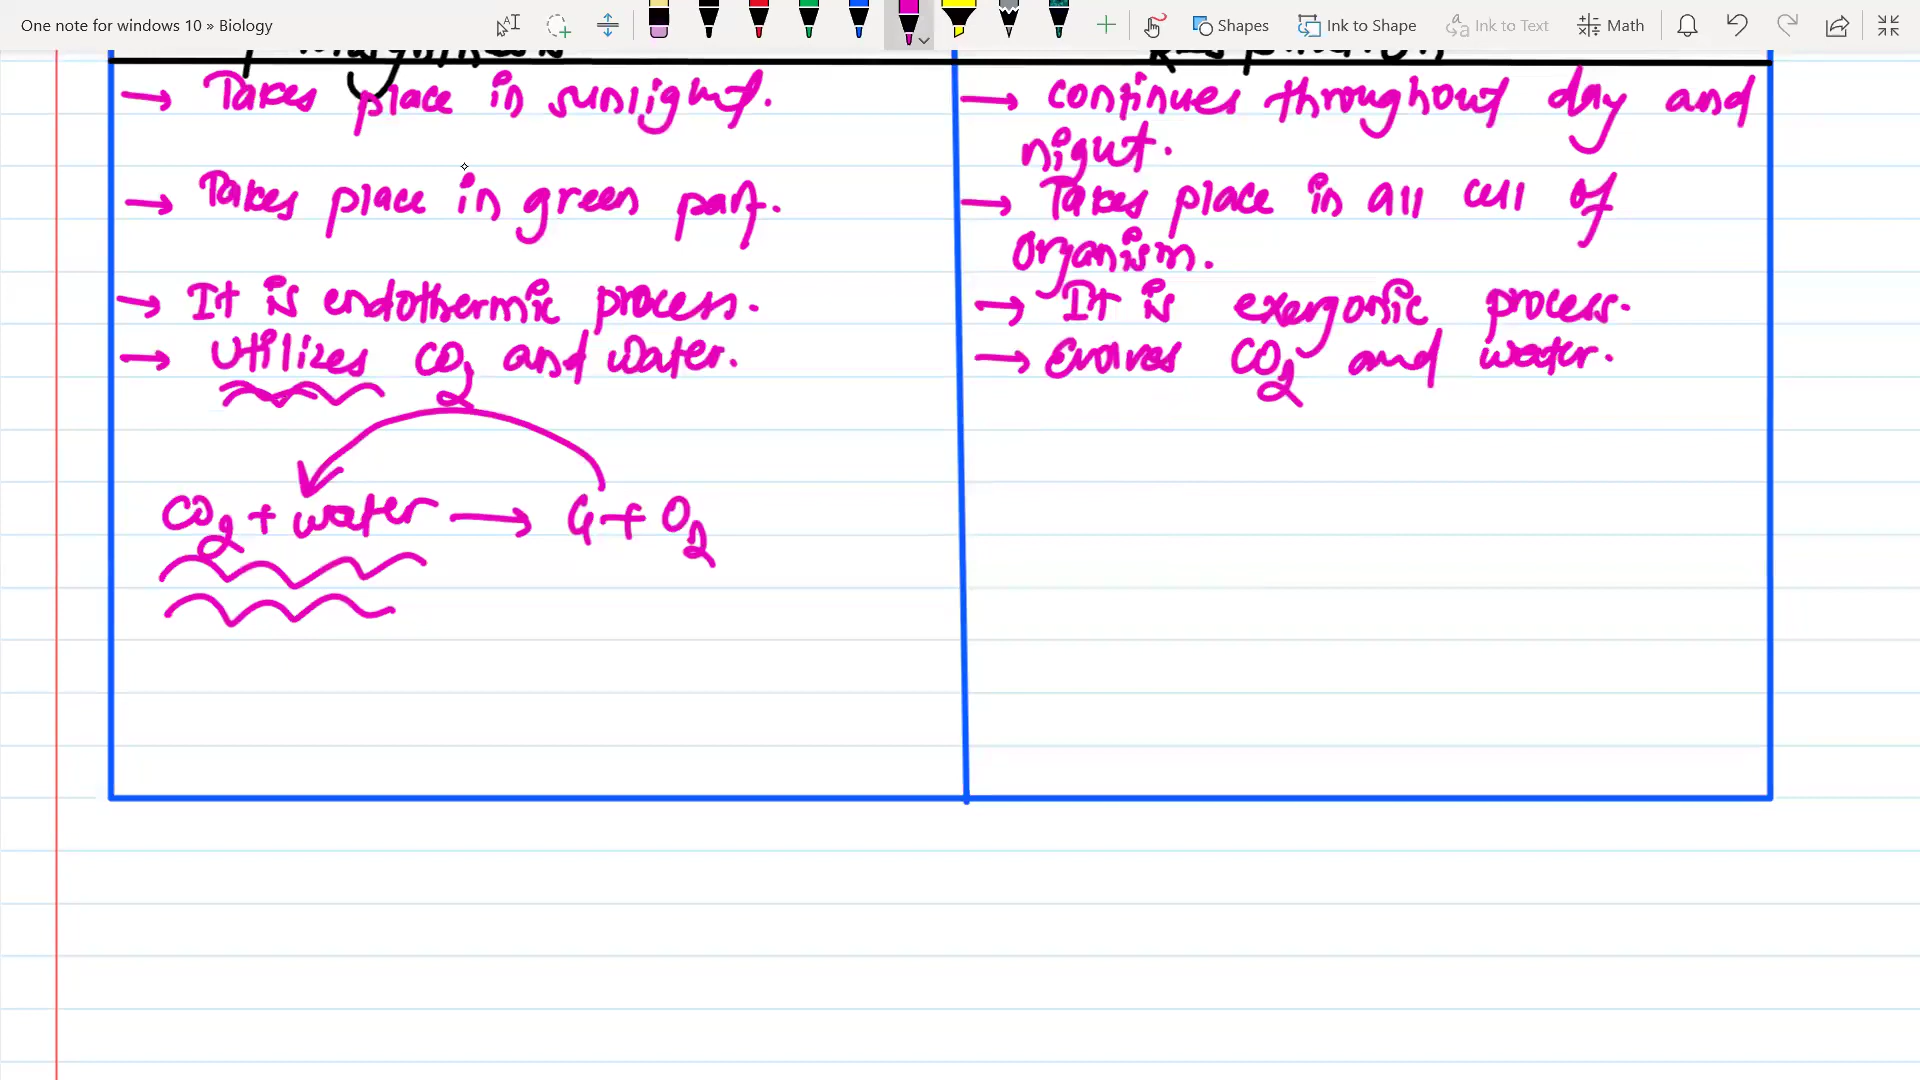 One note for windows 10 » Biology
Shapes
Ink to Shape
Ink to Text
Math
→ Takes place in sunlight.
→ Takes place in green part.
→ It is endothermic process.
→ Utilizes CO2 and water.
CO2 + water → G + O2
→ continues throughout day and
night.
→ Takes place in all cell of
organism.
→ It is exergonic process.
→ Evolves CO2 and water.